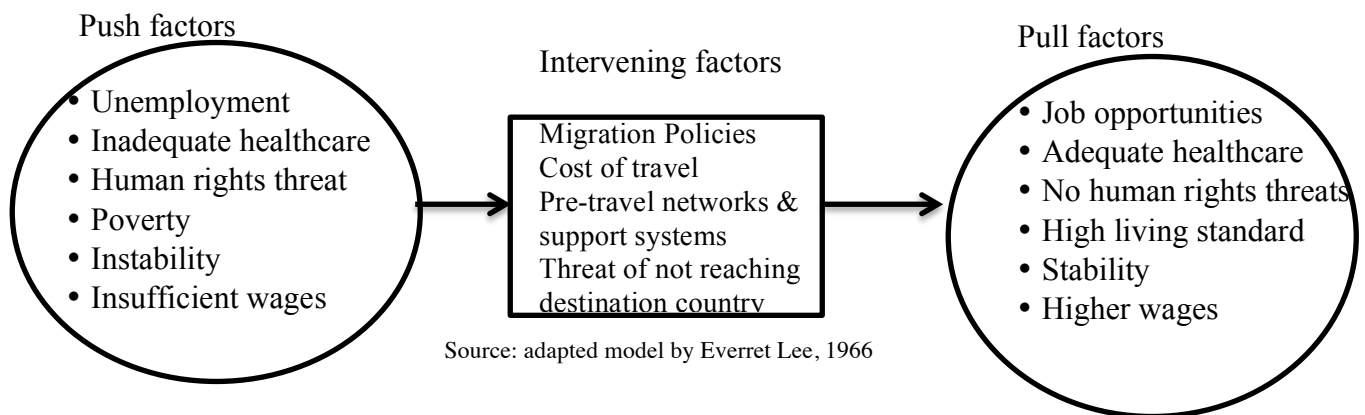 Push factors
• Unemployment
• Inadequate healthcare
• Human rights threat
• Poverty
• Instability
• Insufficient wages
Intervening factors
Migration Policies
Cost of travel
Pre-travel networks &
support systems
Threat of not reaching
destination country
Pull factors
• Job opportunities
• Adequate healthcare
• No human rights threats
• High living standard
• Stability
• Higher wages
Source: adapted model by Everret Lee, 1966